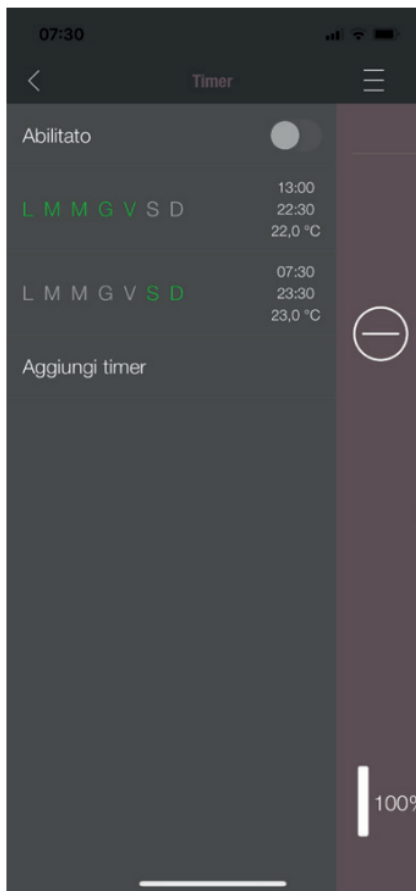 07:30
Timer
Abilitato
L M M G V S D
13:00
22:30
22,0 °C
L M M G V S D
07:30
23:30
23,0 °C
Aggiungi timer
100%